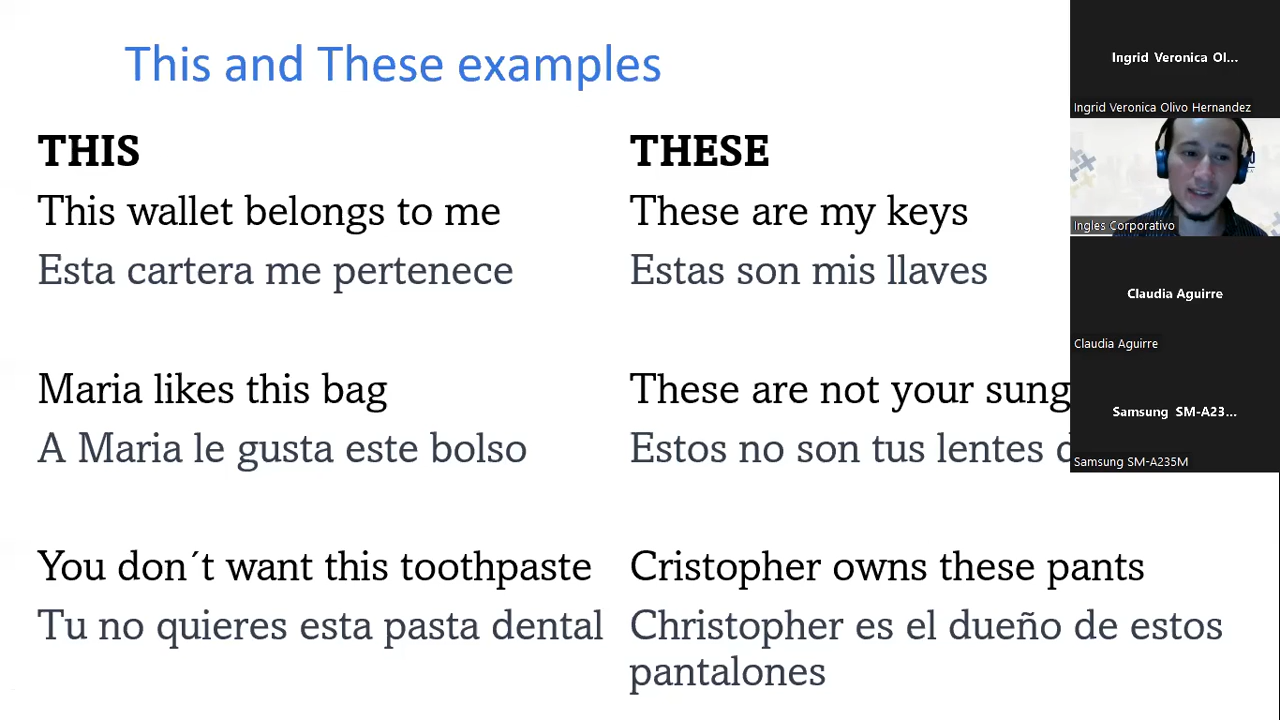 This and These examples
THIS
This wallet belongs to me
Esta cartera me pertenece
Maria likes this bag
A Maria le gusta este bolso
You don´t want this toothpaste
Tu no quieres esta pasta dental
THESE
These are my keys
Estas son mis llaves
These are not your
Estos no son tus lentes
Cristopher owns these pants
Christopher es el dueño de estos
pantalones
Ingrid Veronica Ol...
Ingrid Veronica Olivo Hernandez
Ingles Corporativo
Claudia Aguirre
Claudia Aguirre
Samsung SM-A23...
Samsung SM-A235M